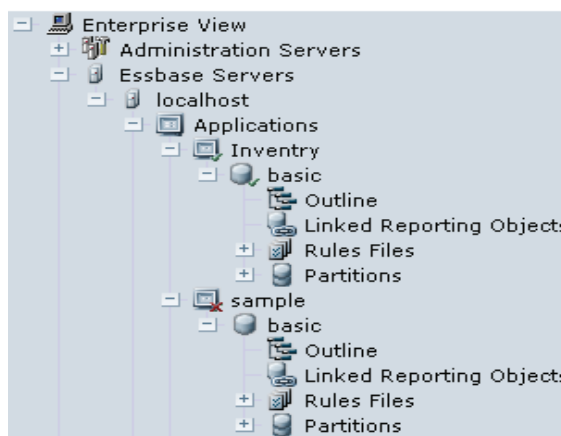 Enterprise View
Administration Servers
Essbase Servers
localhost
Applications
Inventry
basic
Outline
Linked Reporting Objects
Rules Files
Partitions
sample
basic
Outline
Linked Reporting Objects
Rules Files
Partitions